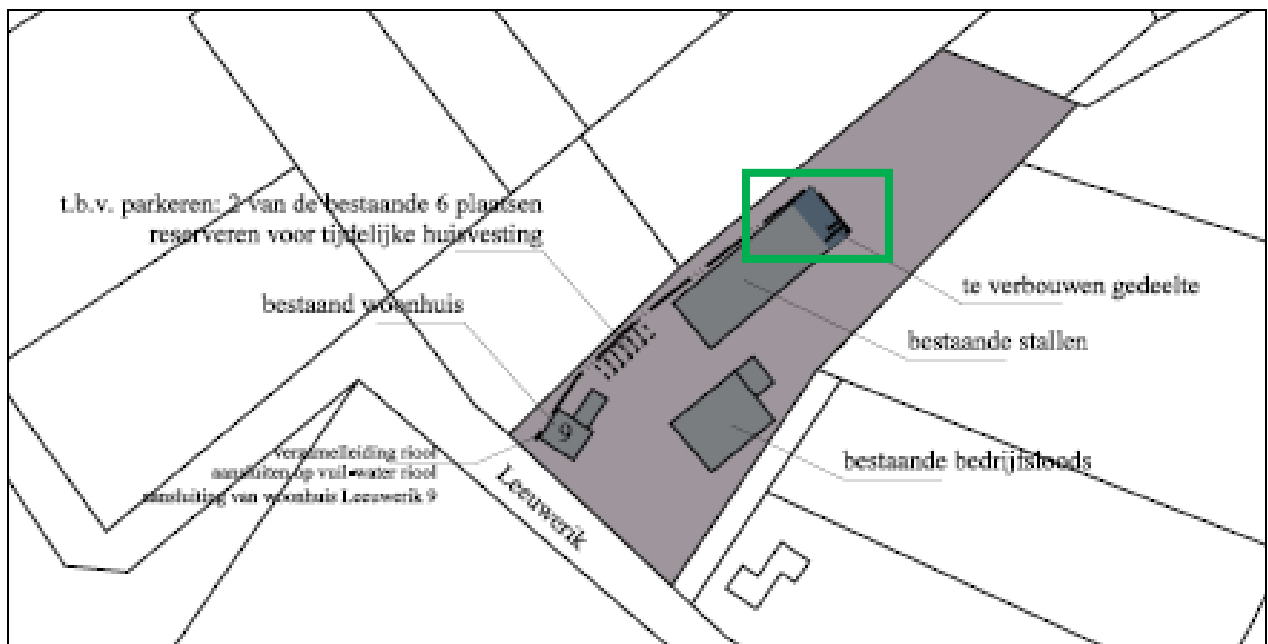 t.b.v. parkeren: 2 van de bestaande 6 plaatsen
reserveren voor tijdelijke huisvesting
bestaand woonhuis
te verbouwen gedeelte
bestaande stallen
9
verzamelleiding riool
aansluiten op vuil-water riool
aansluiting van woonhuis Leeuwerik 9
bestaande bedrijfsloods
Leeuwerik